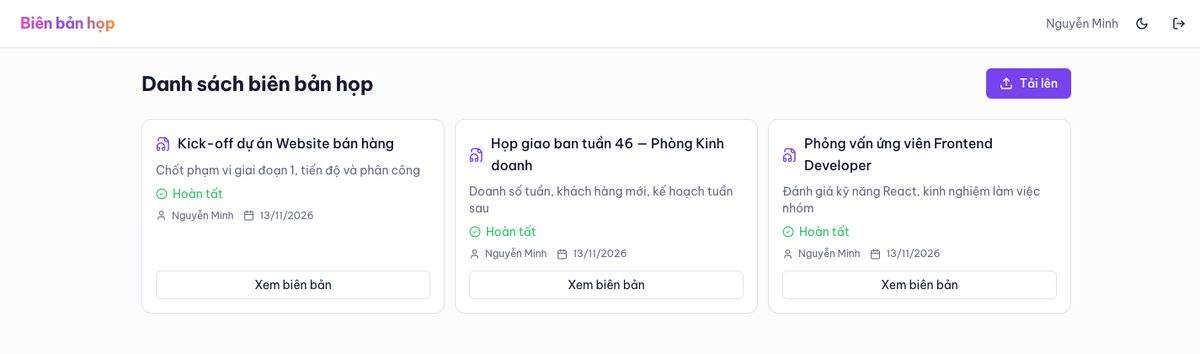 Biên bản họp
Nguyễn Minh
Danh sách biên bản họp
Tải lên
Kick-off dự án Website bán hàng
Chốt phạm vi giai đoạn 1, tiến độ và phân công
Hoàn tất
Nguyễn Minh 13/11/2026
Xem biên bản
Họp giao ban tuần 46 — Phòng Kinh
doanh
Doanh số tuần, khách hàng mới, kế hoạch tuần
sau
Hoàn tất
Nguyễn Minh 13/11/2026
Xem biên bản
Phỏng vấn ứng viên Frontend
Developer
Đánh giá kỹ năng React, kinh nghiệm làm việc
nhóm
Hoàn tất
Nguyễn Minh 13/11/2026
Xem biên bản